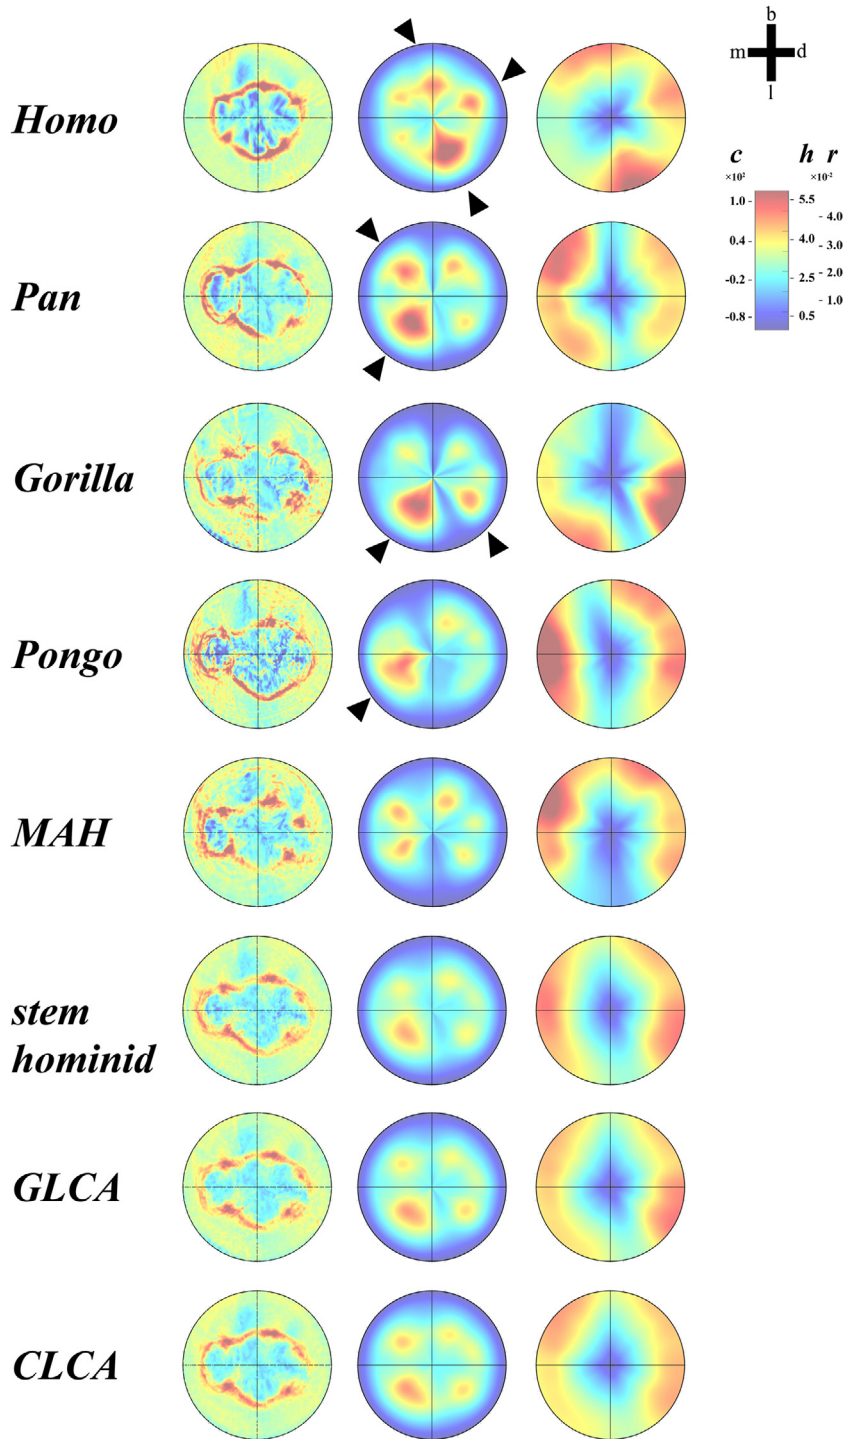 b
m d
l
Homo
c h r
×10² ×10⁻²
1.0 - - 5.5
- 4.0
0.4 - - 4.0
- 3.0
-0.2 - - 2.5 - 2.0
- 1.0
-0.8 - - 0.5
Pan
Gorilla
Pongo
MAH
stem
hominid
GLCA
CLCA